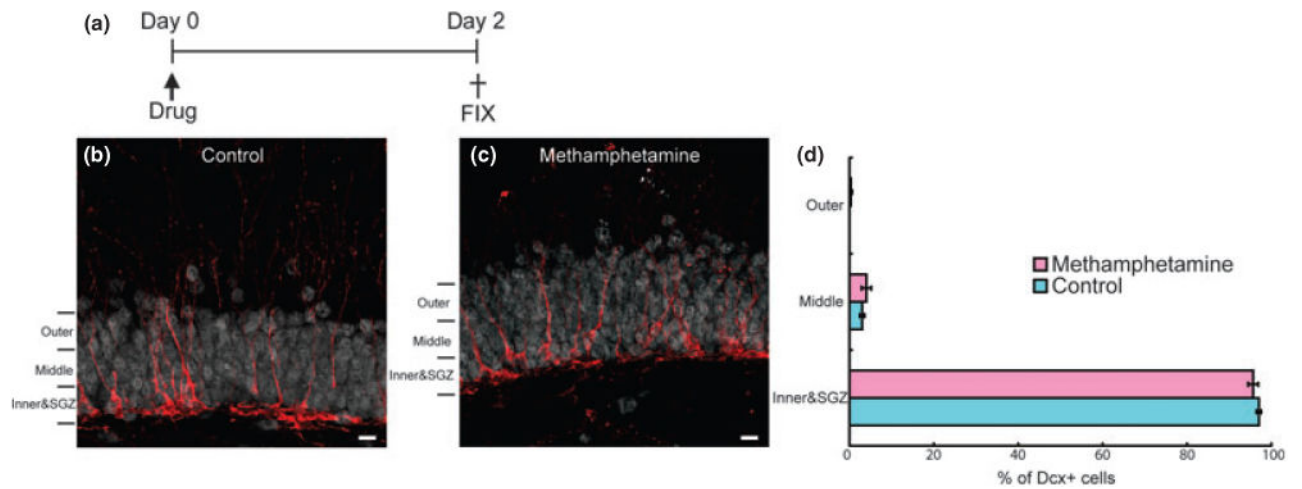 (a)
Day 0
Day 2
Drug
FIX
(b)
Control
Outer
Middle
Inner&SGZ
(c)
Methamphetamine
Outer
Middle
Inner&SGZ
(d)
Outer
Middle
Inner&SGZ
Methamphetamine
Control
0 20 40 60 80 100
% of Dcx+ cells